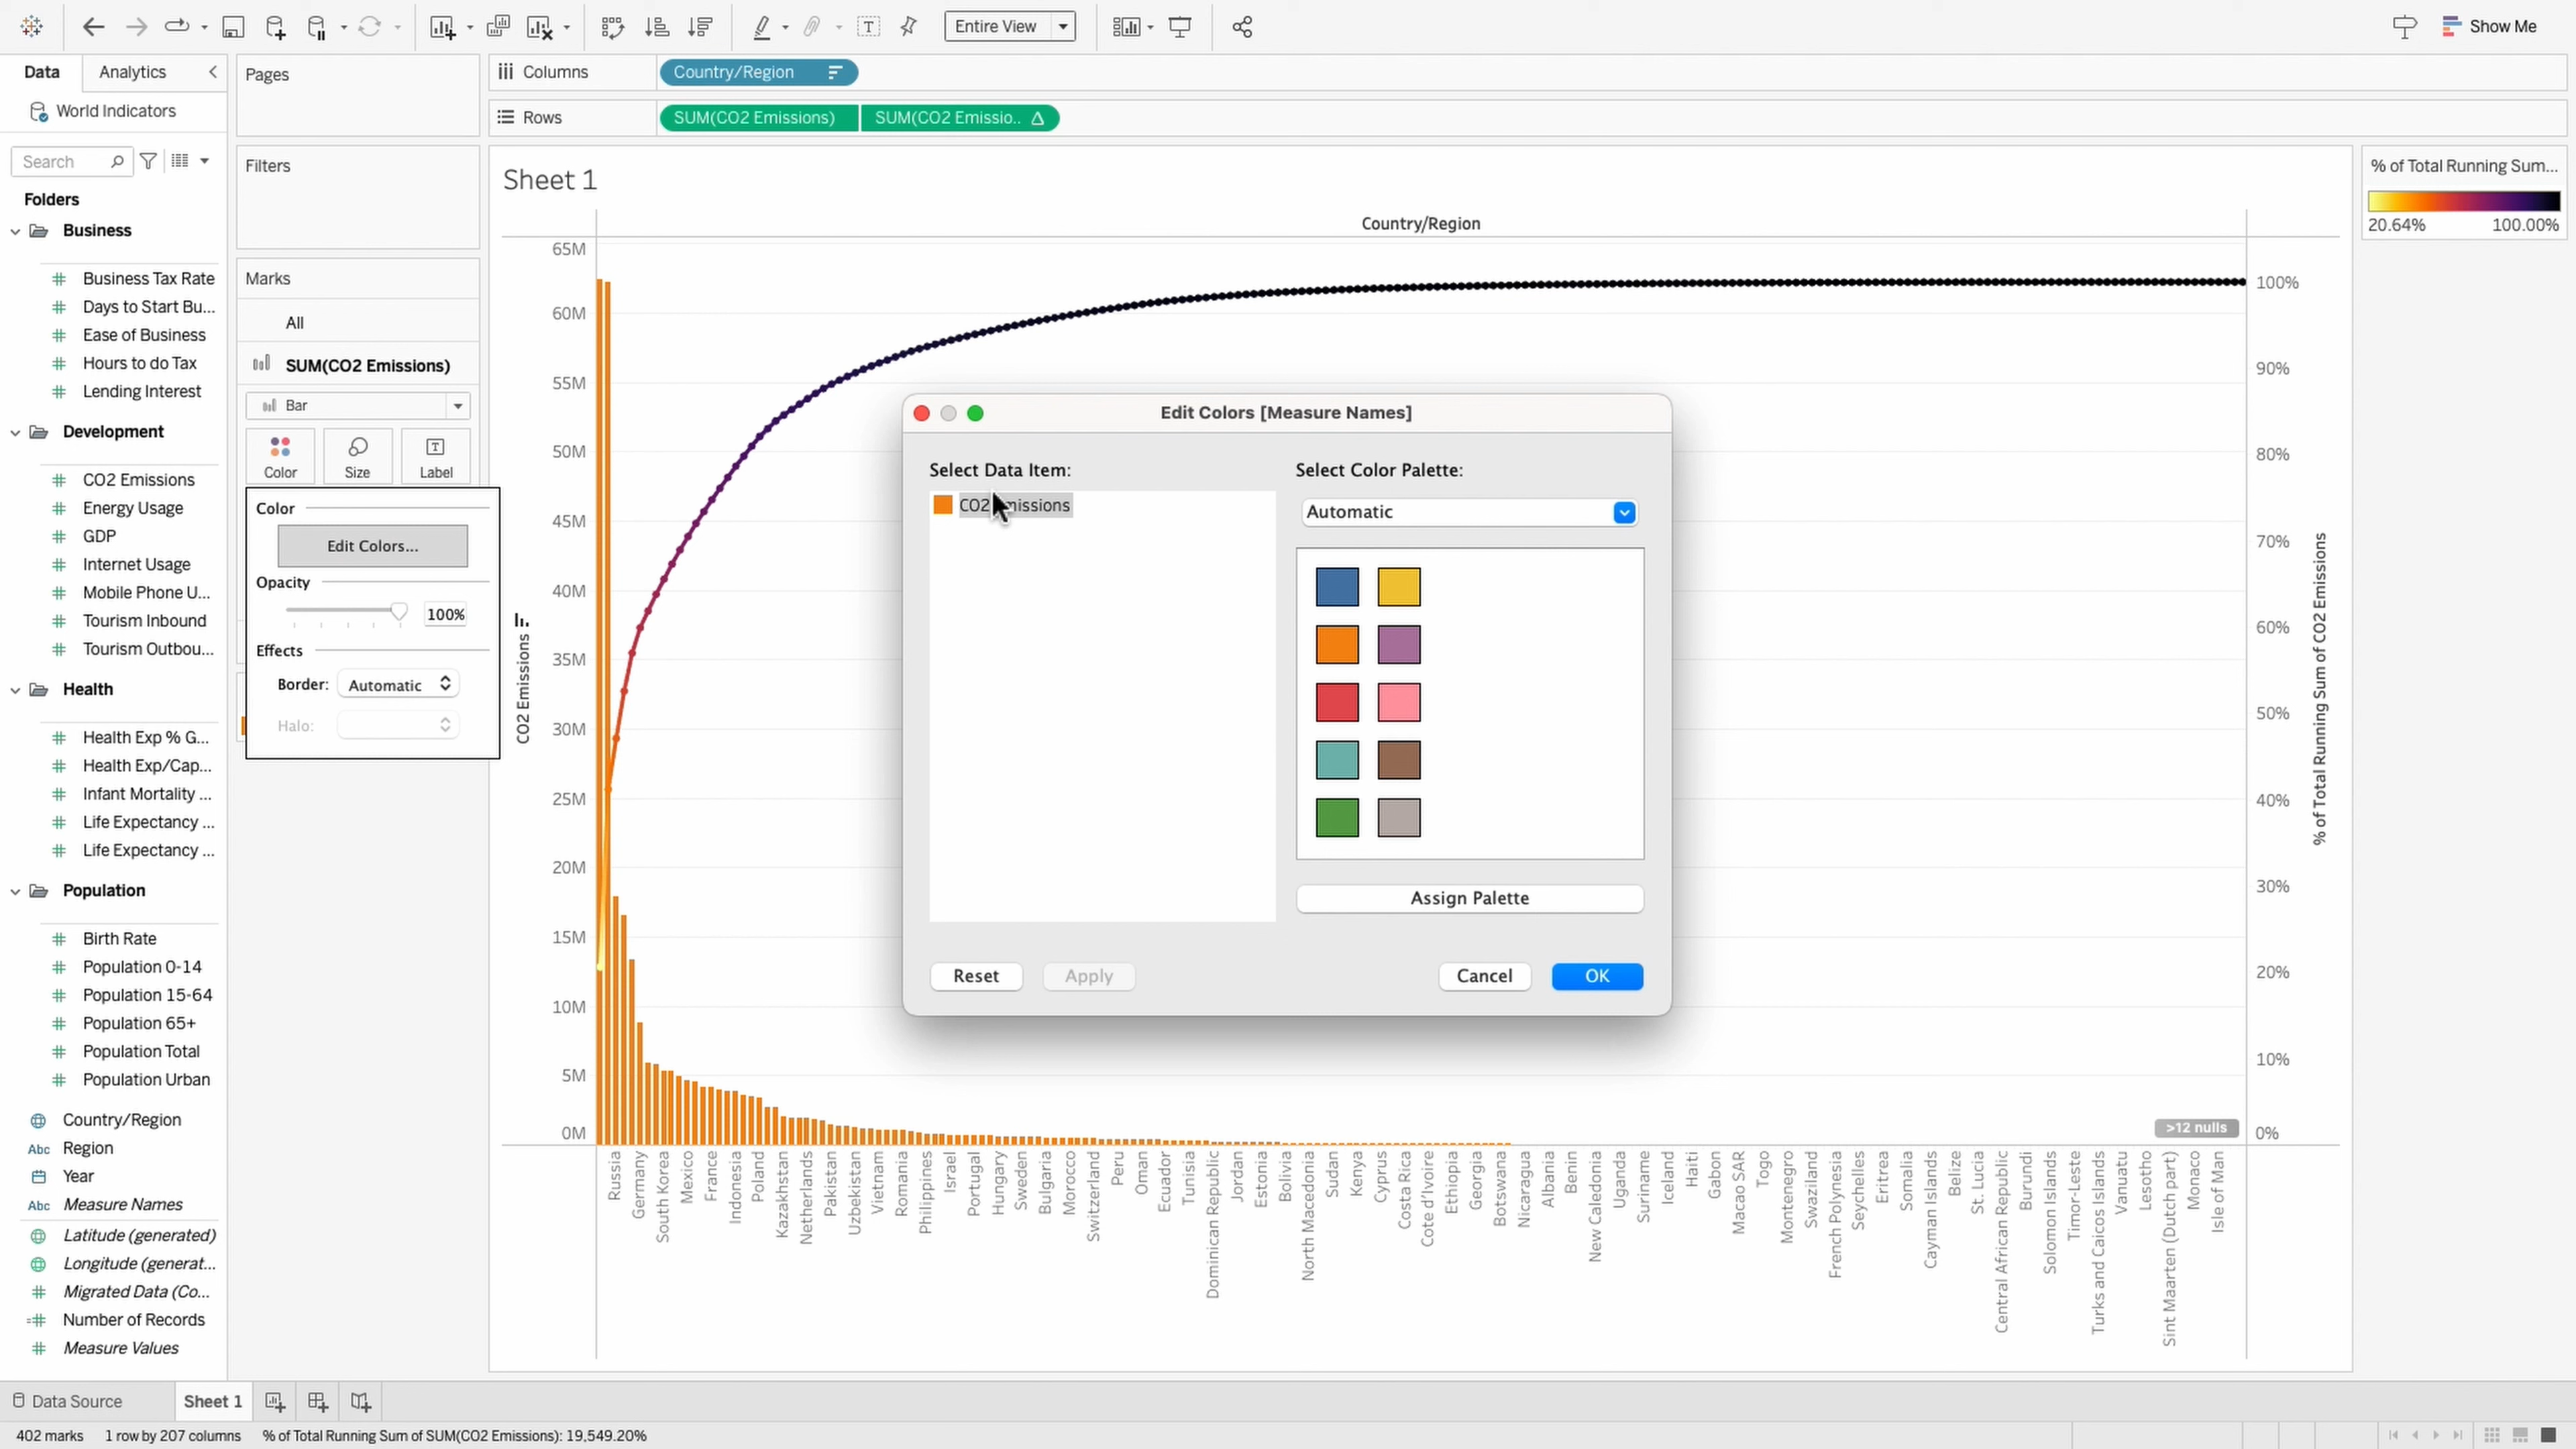 Entire View
Show Me
Data
Analytics
World Indicators
Search
Folders
Business
Business Tax Rate
Days to Start Bu...
Ease of Business
Hours to do Tax
Lending Interest
Development
CO2 Emissions
Energy Usage
GDP
Internet Usage
Mobile Phone U...
Tourism Inbound
Tourism Outbou...
Health
Health Exp % G...
Health Exp/Cap...
Infant Mortality ...
Life Expectancy ...
Life Expectancy ...
Population
Birth Rate
Population 0-14
Population 15-64
Population 65+
Population Total
Population Urban
Country/Region
Abc Region
Year
Abc Measure Names
Latitude (generated)
Longitude (generat...
Migrated Data (Co...
Number of Records
Measure Values
Pages
Filters
Marks
All
SUM(CO2 Emissions)
Bar
Color
Size
Label
Color
Edit Colors...
Opacity
100%
Effects
Border: Automatic
Halo:
Columns
Country/Region
Rows
SUM(CO2 Emissions)
SUM(CO2 Emissio..
Sheet 1
Country/Region
65M
60M
55M
50M
45M
40M
35M
30M
25M
20M
15M
10M
5M
0M
CO2 Emissions
100%
90%
80%
70%
60%
50%
40%
30%
20%
10%
0%
% of Total Running Sum of CO2 Emissions
>12 nulls
Russia
Germany
South Korea
Mexico
France
Indonesia
Poland
Kazakhstan
Netherlands
Pakistan
Uzbekistan
Vietnam
Romania
Philippines
Israel
Portugal
Hungary
Sweden
Bulgaria
Morocco
Switzerland
Peru
Oman
Ecuador
Tunisia
Dominican Republic
Jordan
Estonia
Bolivia
North Macedonia
Sudan
Kenya
Cyprus
Costa Rica
Cote d'Ivoire
Ethiopia
Georgia
Botswana
Nicaragua
Albania
Benin
New Caledonia
Uganda
Suriname
Iceland
Haiti
Gabon
Macao SAR
Togo
Montenegro
Swaziland
French Polynesia
Seychelles
Eritrea
Somalia
Cayman Islands
Belize
St. Lucia
Central African Republic
Burundi
Solomon Islands
Timor-Leste
Turks and Caicos Islands
Vanuatu
Lesotho
Sint Maarten (Dutch part)
Monaco
Isle of Man
Edit Colors [Measure Names]
Select Data Item:
CO2 missions
Select Color Palette:
Automatic
Assign Palette
Reset
Apply
Cancel
OK
% of Total Running Sum...
20.64%
100.00%
Data Source
Sheet 1
402 marks
1 row by 207 columns
% of Total Running Sum of SUM(CO2 Emissions): 19,549.20%